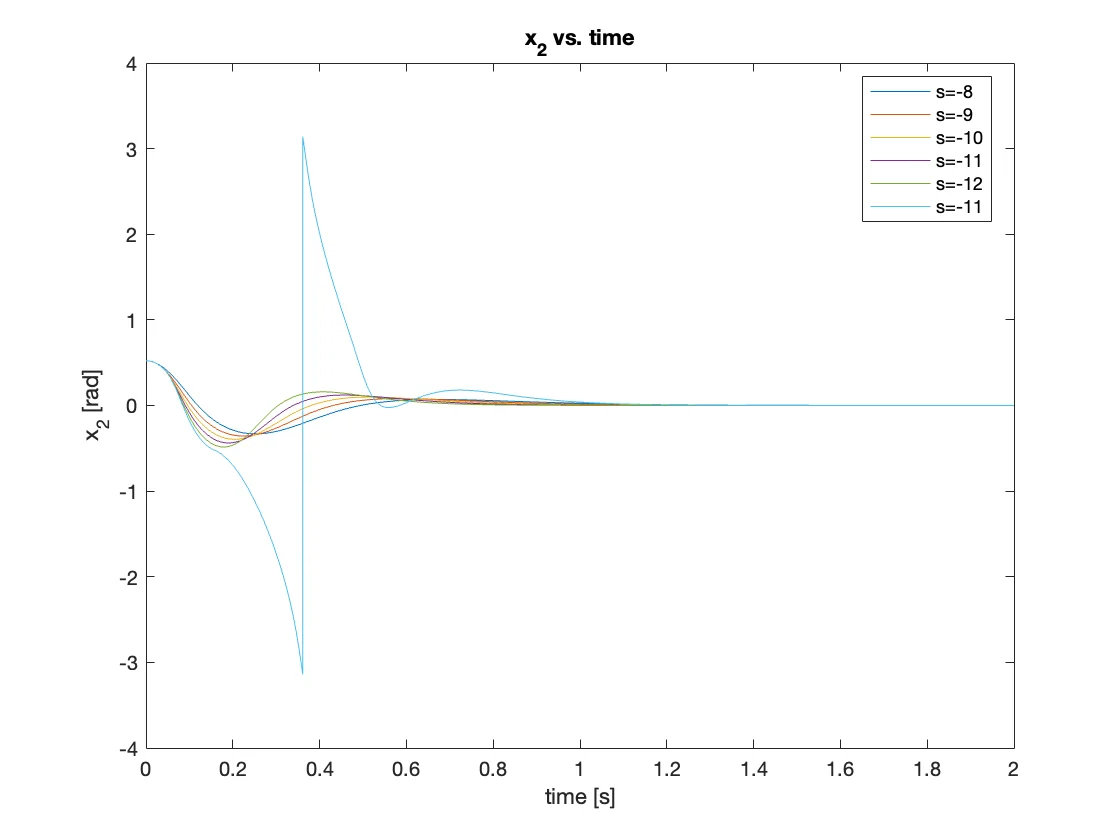 x2 vs. time
4
3
2
1
0
-1
-2
-3
-4
x2 [rad]
s=-8
s=-9
s=-10
s=-11
s=-12
s=-11
0 0.2 0.4 0.6 0.8 1 1.2 1.4 1.6 1.8 2
time [s]